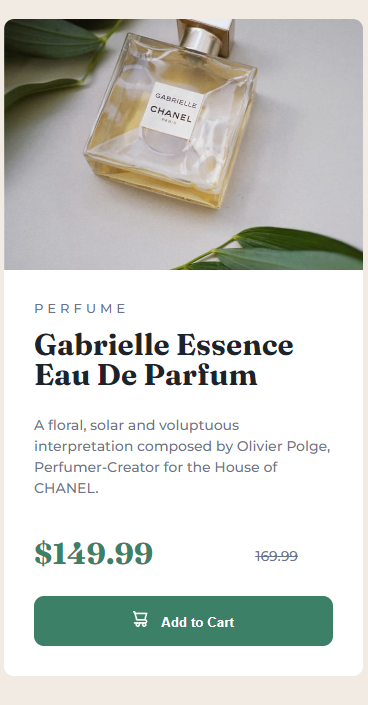 GABRIELLE
CHANEL
PARIS
PERFUME
Gabrielle Essence
Eau De Parfum
A floral, solar and voluptuous
interpretation composed by Olivier Polge,
Perfumer-Creator for the House of
CHANEL.
$149.99 169.99
Add to Cart